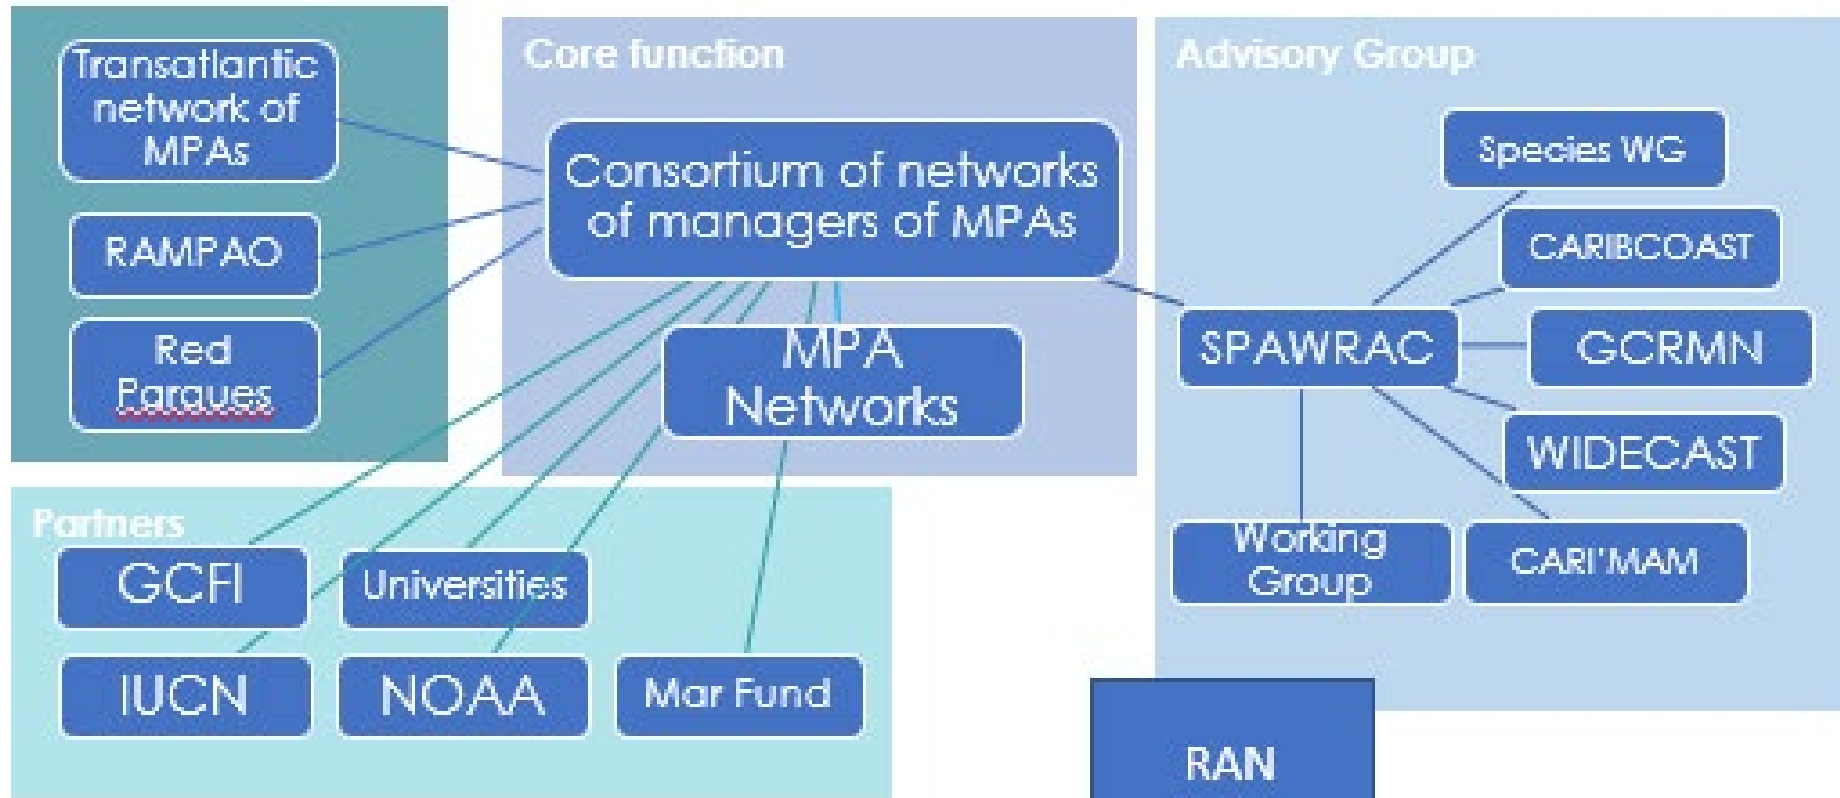 Transatlantic
network of
MPAs
RAMPAO
Red
Parques
Core function
Consortium of networks
of managers of MPAs
MPA
Networks
Advisory Group
Species WG
CARIBCOAST
SPAWRAC
GCRMN
WIDECAST
Working
Group
CARI'MAM
Partners
GCFI
Universities
IUCN
NOAA
Mar Fund
RAN